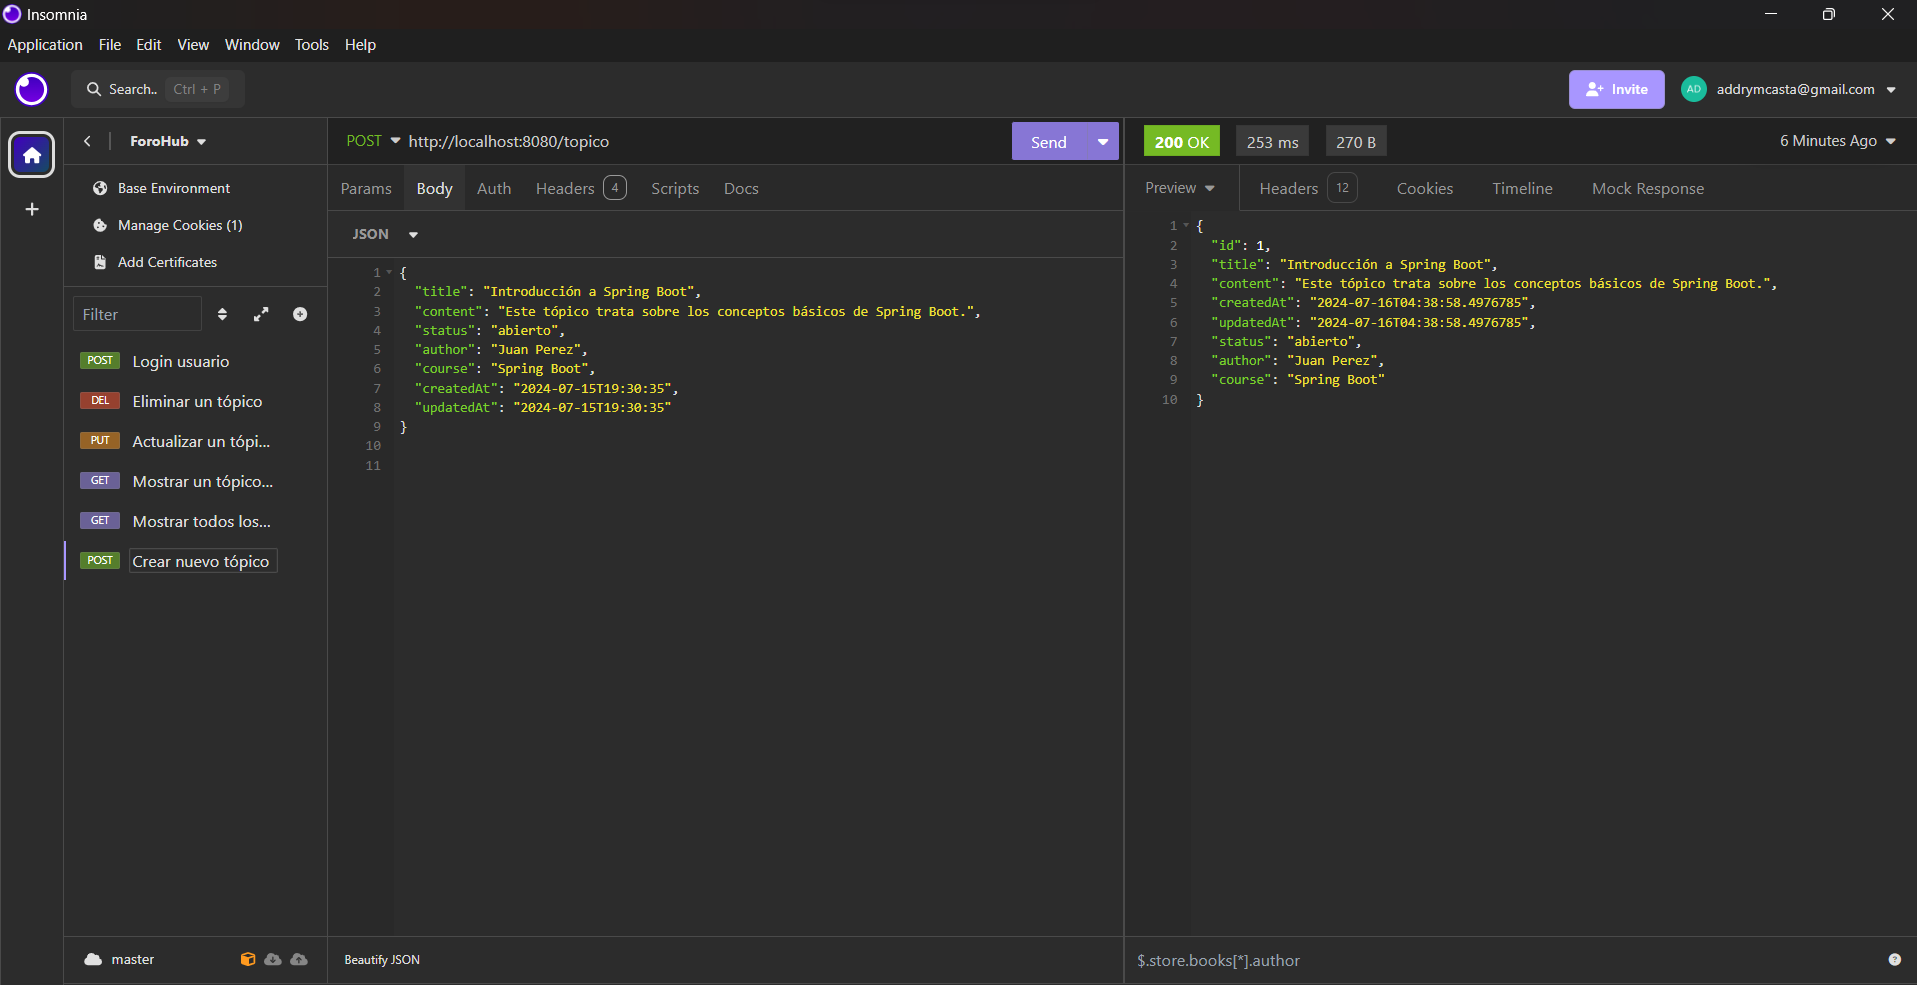 Insomnia
Application File Edit View Window Tools Help
Search.. Ctrl + P
Invite
AD addrymcasta@gmail.com
ForoHub
Base Environment
Manage Cookies (1)
Add Certificates
Filter
POST Login usuario
DEL Eliminar un tópico
PUT Actualizar un tópi...
GET Mostrar un tópico...
GET Mostrar todos los...
POST Crear nuevo tópico
master
POST http://localhost:8080/topico
Send
Params Body Auth Headers 4 Scripts Docs
JSON
1 {
2 "title": "Introducción a Spring Boot",
3 "content": "Este tópico trata sobre los conceptos básicos de Spring Boot.",
4 "status": "abierto",
5 "author": "Juan Perez",
6 "course": "Spring Boot",
7 "createdAt": "2024-07-15T19:30:35",
8 "updatedAt": "2024-07-15T19:30:35"
9 }
10
11
Beautify JSON
200 OK 253 ms 270 B 6 Minutes Ago
Preview Headers 12 Cookies Timeline Mock Response
1 {
2 "id": 1,
3 "title": "Introducción a Spring Boot",
4 "content": "Este tópico trata sobre los conceptos básicos de Spring Boot.",
5 "createdAt": "2024-07-16T04:38:58.4976785",
6 "updatedAt": "2024-07-16T04:38:58.4976785",
7 "status": "abierto",
8 "author": "Juan Perez",
9 "course": "Spring Boot"
10 }
$.store.books[*].author